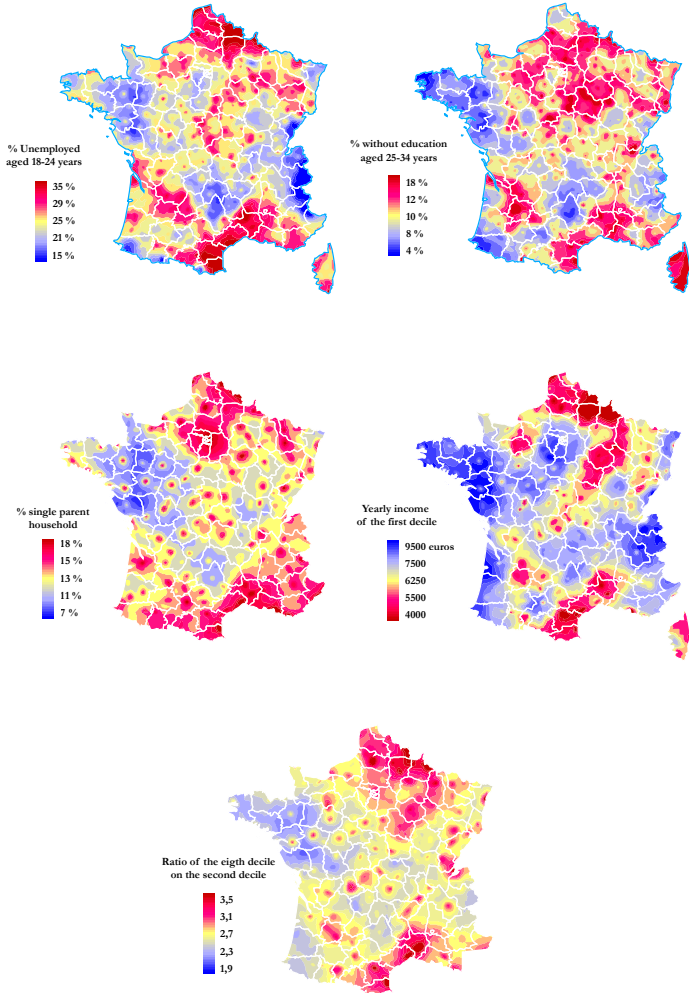 % Unemployed
aged 18-24 years
35 %
29 %
25 %
21 %
15 %
% without education
aged 25-34 years
18 %
12 %
10 %
8 %
4 %
% single parent
household
18 %
15 %
13 %
11 %
7 %
Yearly income
of the first decile
9500 euros
7500
6250
5500
4000
Ratio of the eigth decile
on the second decile
3,5
3,1
2,7
2,3
1,9